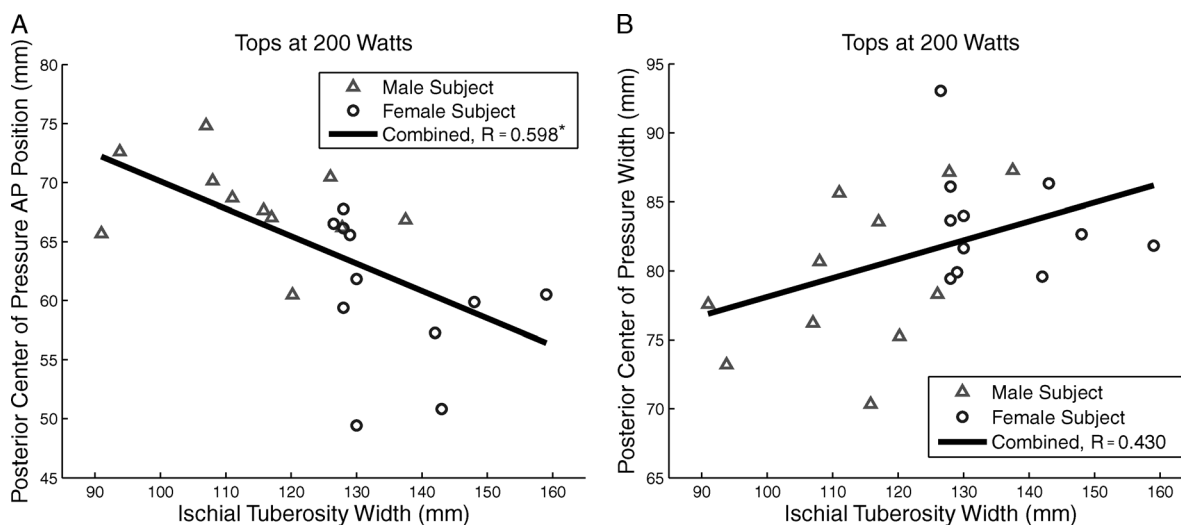 A
Tops at 200 Watts
Posterior Center of Pressure AP Position (mm)
80
75
70
65
60
55
50
45
Male Subject
Female Subject
Combined, R = 0.598*
90 100 110 120 130 140 150 160
Ischial Tuberosity Width (mm)
B
Tops at 200 Watts
Posterior Center of Pressure Width (mm)
95
90
85
80
75
70
65
Male Subject
Female Subject
Combined, R = 0.430
90 100 110 120 130 140 150 160
Ischial Tuberosity Width (mm)